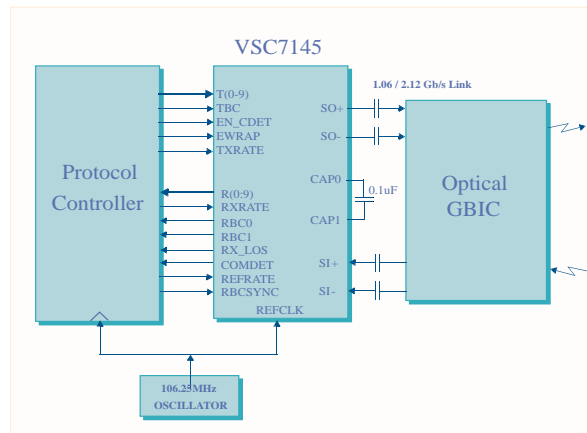 VSC7145
1.06 / 2.12 Gb/s Link
T(0-9)
TBC
EN_CDET
EWRAP
TXRATE
SO+
SO-
Protocol
Controller
CAP0
0.1uF
CAP1
Optical
GBIC
R(0:9)
RXRATE
RBC0
RBC1
RX_LOS
COMDET
REFRATE
RBCSYNC
SI+
SI-
REFCLK
106.25MHz
OSCILLATOR